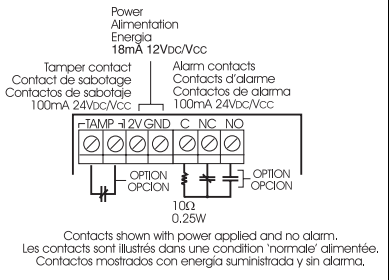 Power
Alimentation
Energia
18mA 12VDC/VCC
Tamper contact
Contact de sabotage
Contactos de sabotaje
100mA 24VDC/VCC
Alarm contacts
Contacts d'alarme
Contactos de alarma
100mA 24VDC/VCC
TAMP 12V GND C NC NO
OPTION
OPCION
OPTION
OPCION
10Ω
0.25W
Contacts shown with power applied and no alarm.
Les contacts sont illustrés dans une condition 'normale' alimentée.
Contactos mostrados con energía suministrada y sin alarma.